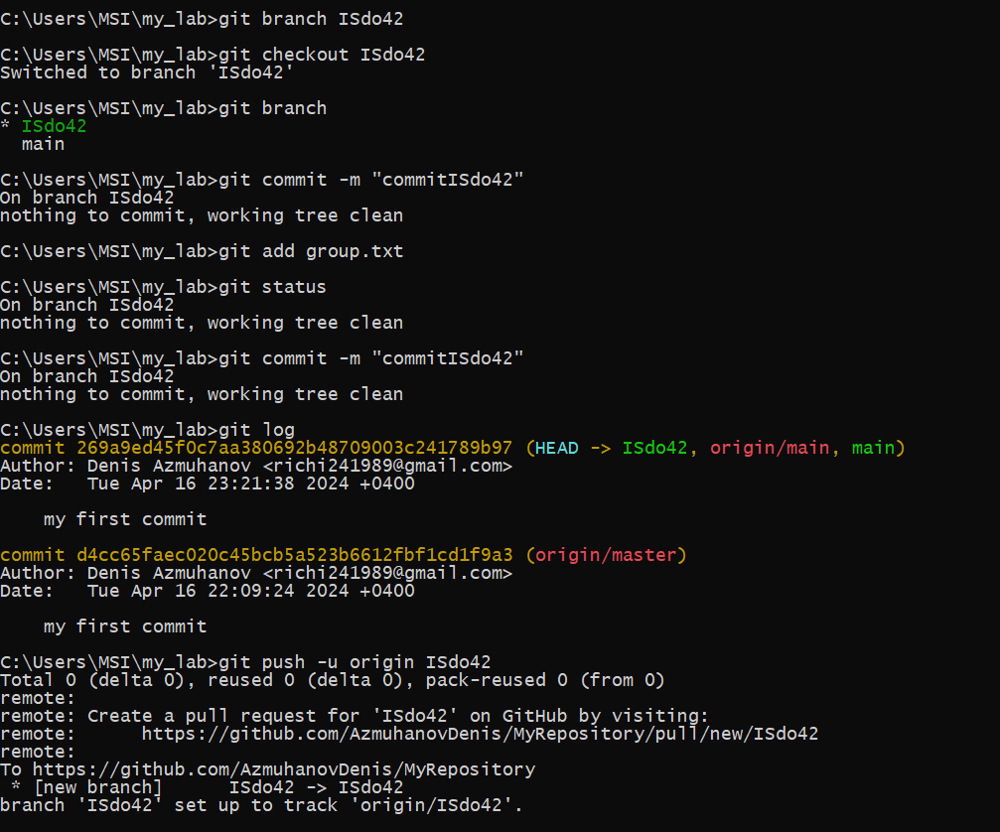 C:\Users\MSI\my_lab>git branch ISdo42
C:\Users\MSI\my_lab>git checkout ISdo42
Switched to branch 'ISdo42'
C:\Users\MSI\my_lab>git branch
* ISdo42
  main
C:\Users\MSI\my_lab>git commit -m "commitISdo42"
On branch ISdo42
nothing to commit, working tree clean
C:\Users\MSI\my_lab>git add group.txt
C:\Users\MSI\my_lab>git status
On branch ISdo42
nothing to commit, working tree clean
C:\Users\MSI\my_lab>git commit -m "commitISdo42"
On branch ISdo42
nothing to commit, working tree clean
C:\Users\MSI\my_lab>git log
commit 269a9ed45f0c7aa380692b48709003c241789b97 (HEAD -> ISdo42, origin/main, main)
Author: Denis Azmuhanov <richi241989@gmail.com>
Date:   Tue Apr 16 23:21:38 2024 +0400
    my first commit
commit d4cc65faec020c45bcb5a523b6612fbf1cd1f9a3 (origin/master)
Author: Denis Azmuhanov <richi241989@gmail.com>
Date:   Tue Apr 16 22:09:24 2024 +0400
    my first commit
C:\Users\MSI\my_lab>git push -u origin ISdo42
Total 0 (delta 0), reused 0 (delta 0), pack-reused 0 (from 0)
remote:
remote: Create a pull request for 'ISdo42' on GitHub by visiting:
remote:      https://github.com/AzmuhanovDenis/MyRepository/pull/new/ISdo42
remote:
To https://github.com/AzmuhanovDenis/MyRepository
 * [new branch]      ISdo42 -> ISdo42
branch 'ISdo42' set up to track 'origin/ISdo42'.